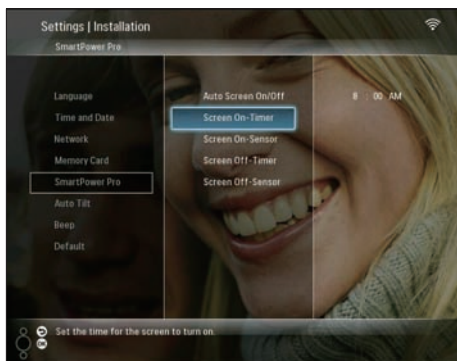 Settings | Installation
SmartPower Pro
Language
Time and Date
Network
Memory Card
SmartPower Pro
Auto Tilt
Beep
Default
Auto Screen On/Off
Screen On-Timer
Screen On-Sensor
Screen Off-Timer
Screen Off-Sensor
8 : 00 AM
Set the time for the screen to turn on.
OK